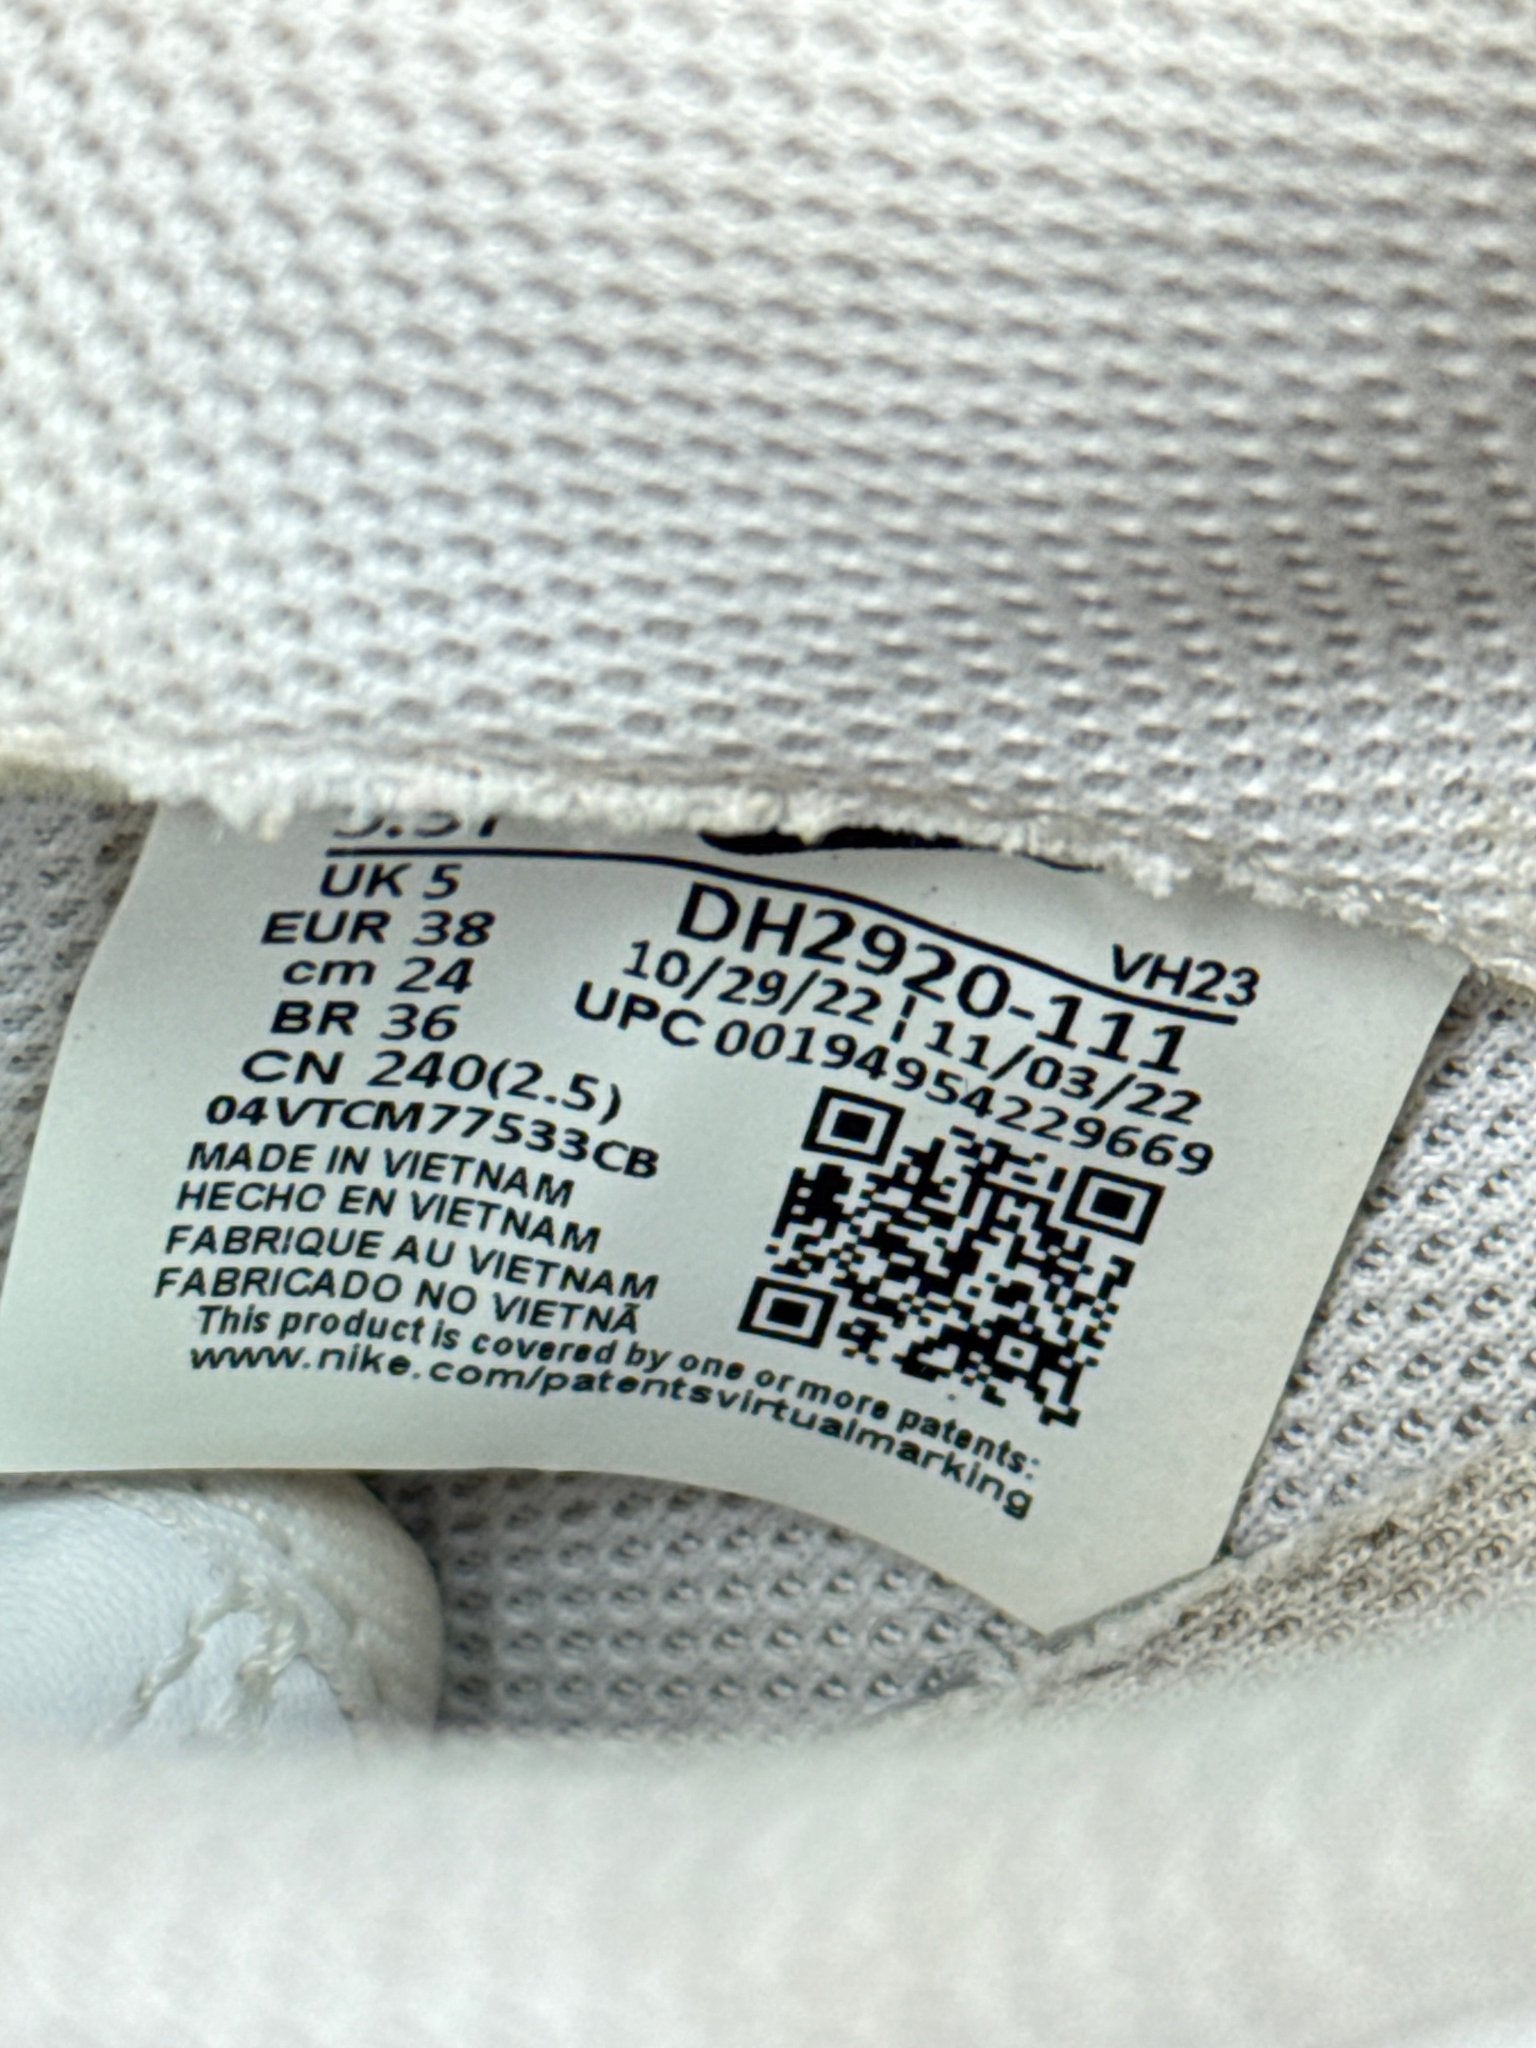 UK 5
EUR 38
cm 24
BR 36
CN 240(2.5)
04VTCM77533CB
MADE IN VIETNAM
HECHO EN VIETNAM
FABRIQUE AU VIETNAM
FABRICADO NO VIETNÃ
This product is covered by one or more patents:
www.nike.com/patentsvirtualmarking
VH23
DH2920-111
10/29/22 ¦ 11/03/22
UPC 00194954229669